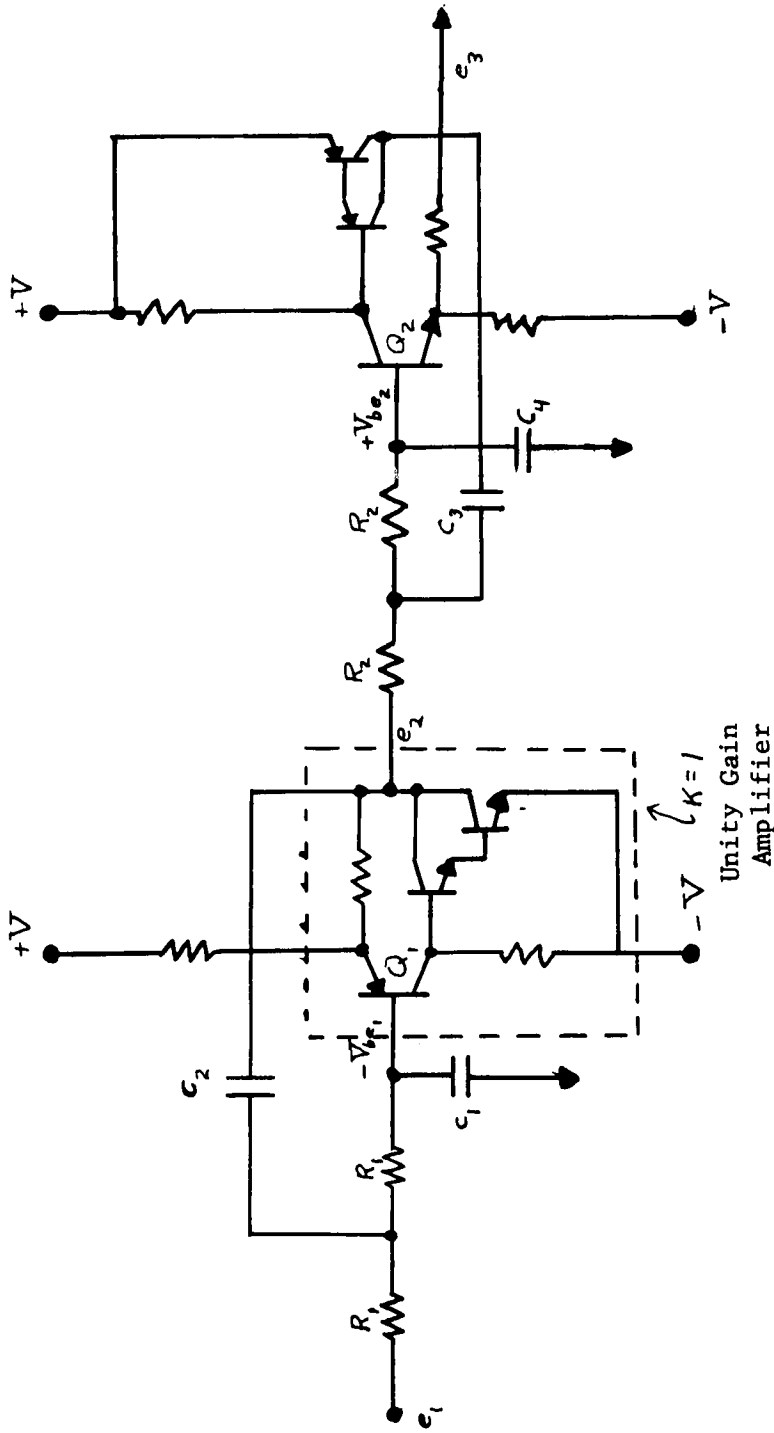 e1
R1
R1
C2
C1
-Vbe1
+V
Q1
-V
K=1
Unity Gain
Amplifier
e2
R2
R2
C3
+Vbe2
C4
+V
Q2
-V
e3